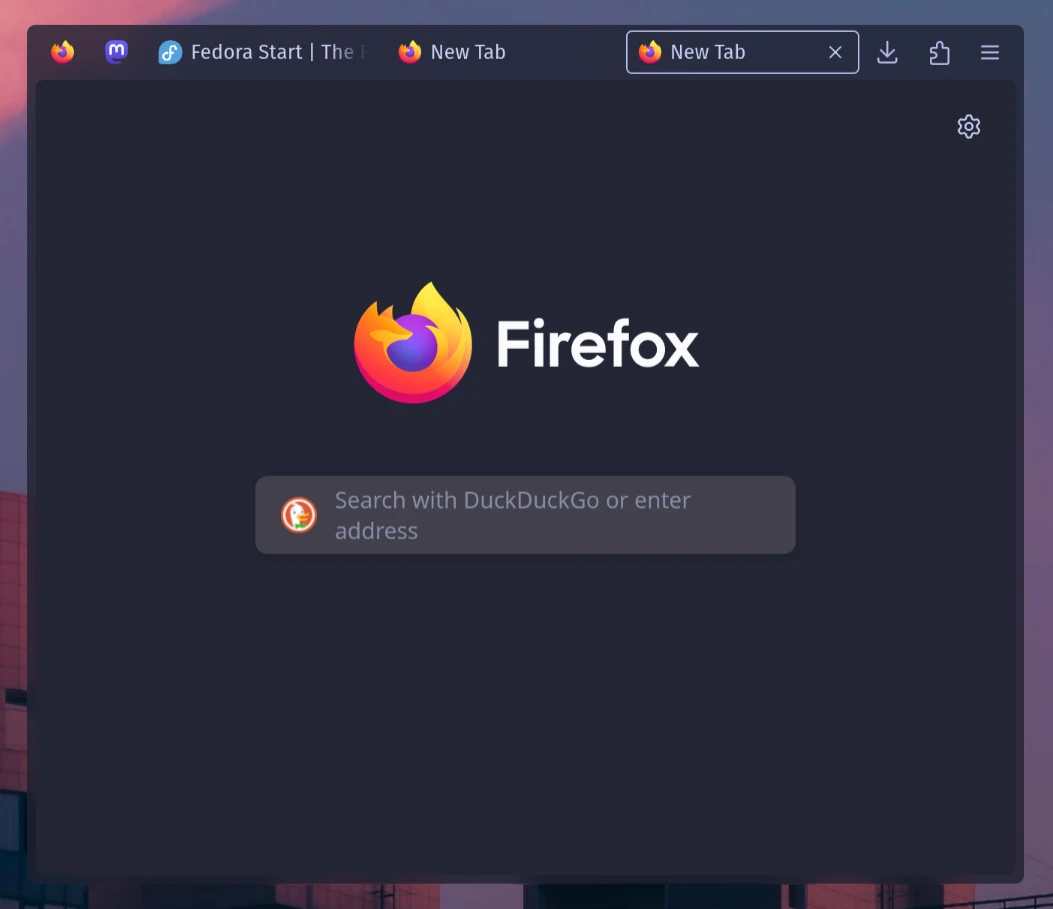 Fedora Start | The
New Tab
New Tab
Firefox
Search with DuckDuckGo or enter
address